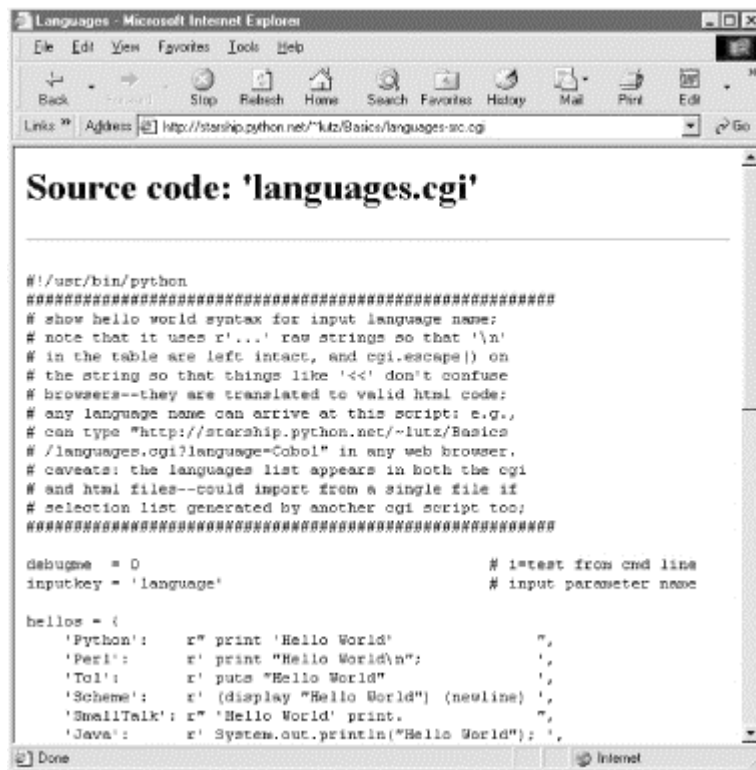 Languages - Microsoft Internet Explorer
File Edit View Favorites Tools Help
Back Forward Stop Refresh Home Search Favorites History Mail Print Edit
Links » Address http://starship.python.net/~lutz/Basics/languages-src.cgi Go
Source code: 'languages.cgi'
#!/usr/bin/python
########################################################
# show hello world syntax for input language name;
# note that it uses r'...' raw strings so that '\n'
# in the table are left intact, and cgi.escape() on
# the string so that things like '<<' don't confuse
# browsers--they are translated to valid html code;
# any language name can arrive at this script: e.g.,
# can type "http://starship.python.net/~lutz/Basics
# /languages.cgi?language=Cobol" in any web browser.
# caveats: the languages list appears in both the cgi
# and html files--could import from a single file if
# selection list generated by another cgi script too;
########################################################
debugme = 0 # 1=test from cmd line
inputkey = 'language' # input parameter name
hellos = {
'Python': r" print 'Hello World' ",
'Perl': r' print "Hello World\n"; ',
'Tcl': r' puts "Hello World" ',
'Scheme': r' (display "Hello World") (newline) ',
'SmallTalk': r" 'Hello World' print. ",
'Java': r' System.out.println("Hello World"); ',
Done Internet